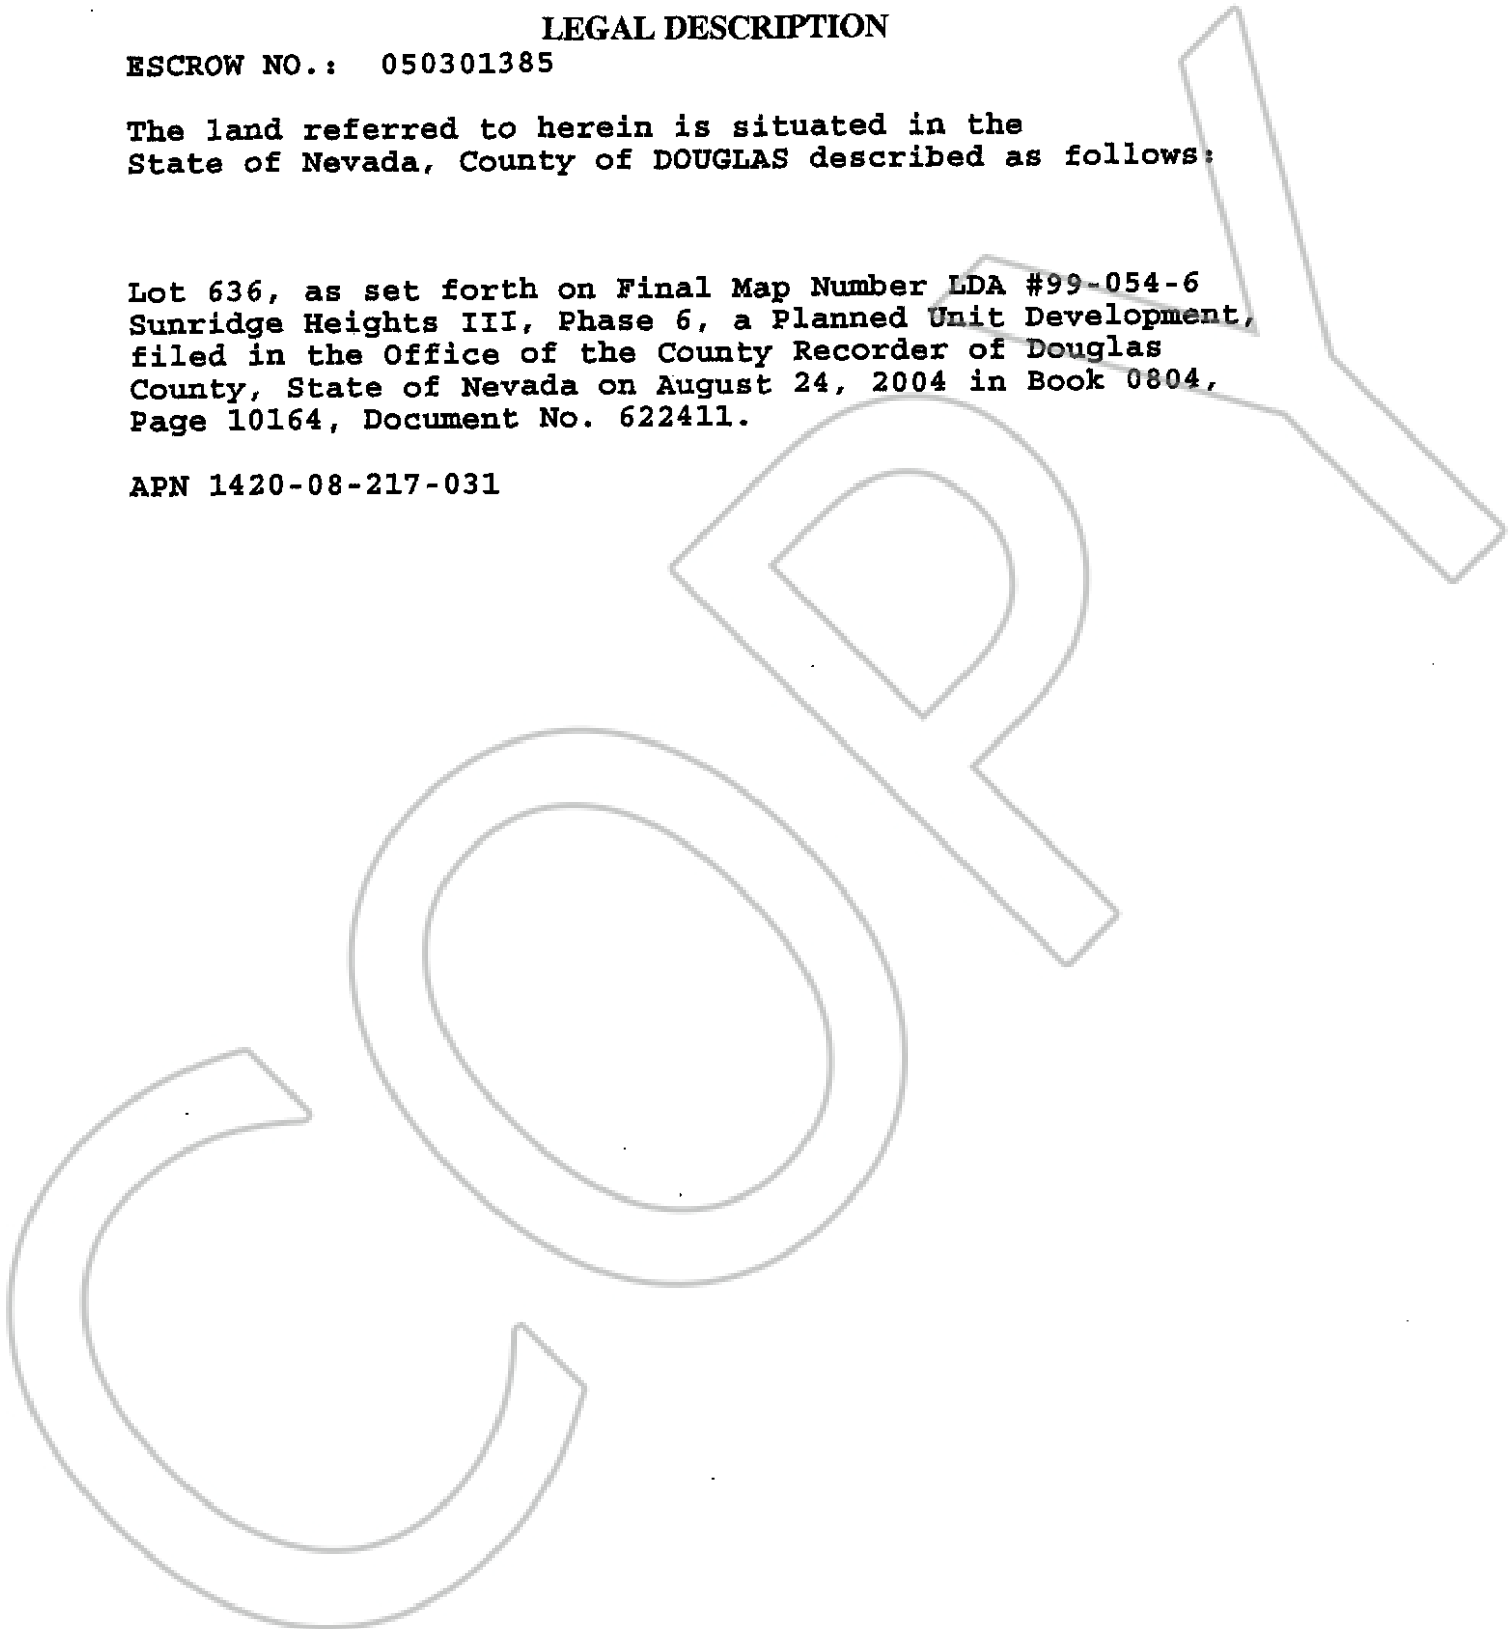 LEGAL DESCRIPTION
ESCROW NO.: 050301385
The land referred to herein is situated in the
State of Nevada, County of DOUGLAS described as follows:
Lot 636, as set forth on Final Map Number LDA #99-054-6
Sunridge Heights III, Phase 6, a Planned Unit Development,
filed in the Office of the County Recorder of Douglas
County, State of Nevada on August 24, 2004 in Book 0804,
Page 10164, Document No. 622411.
APN 1420-08-217-031
COPY